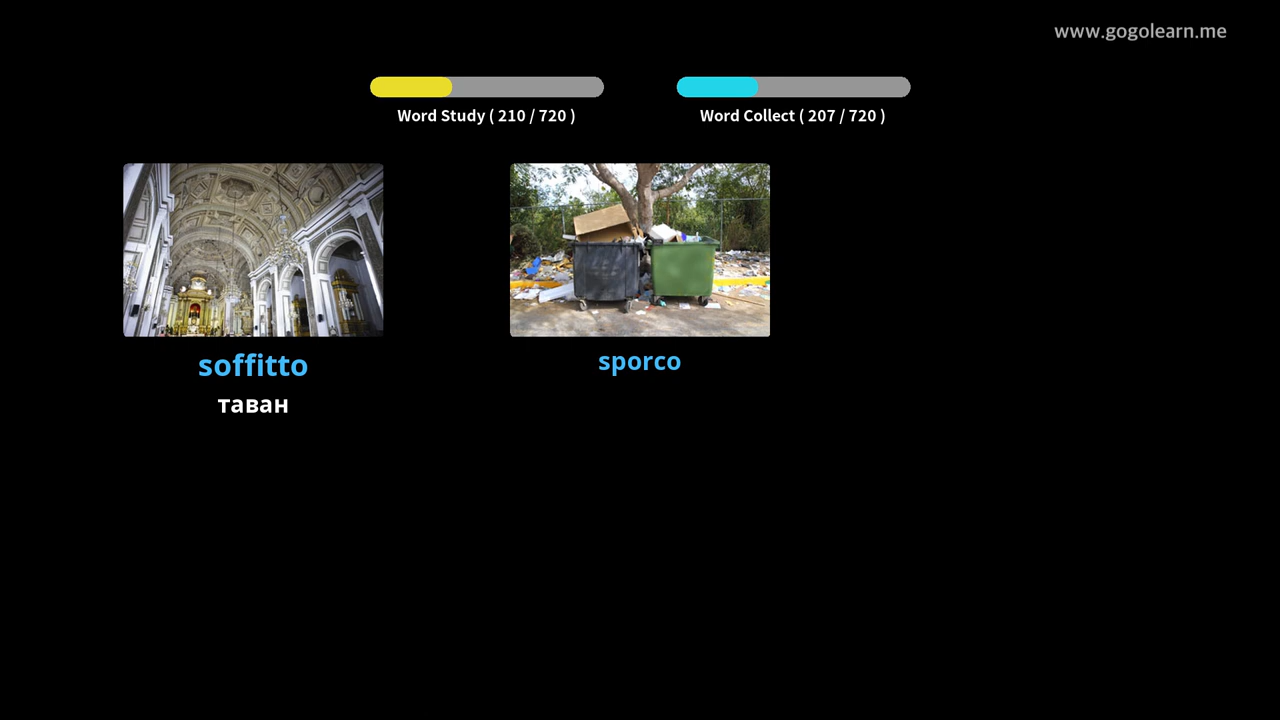 www.gogolearn.me
Word Study ( 210 / 720 )
Word Collect ( 207 / 720 )
soffitto
таван
sporco